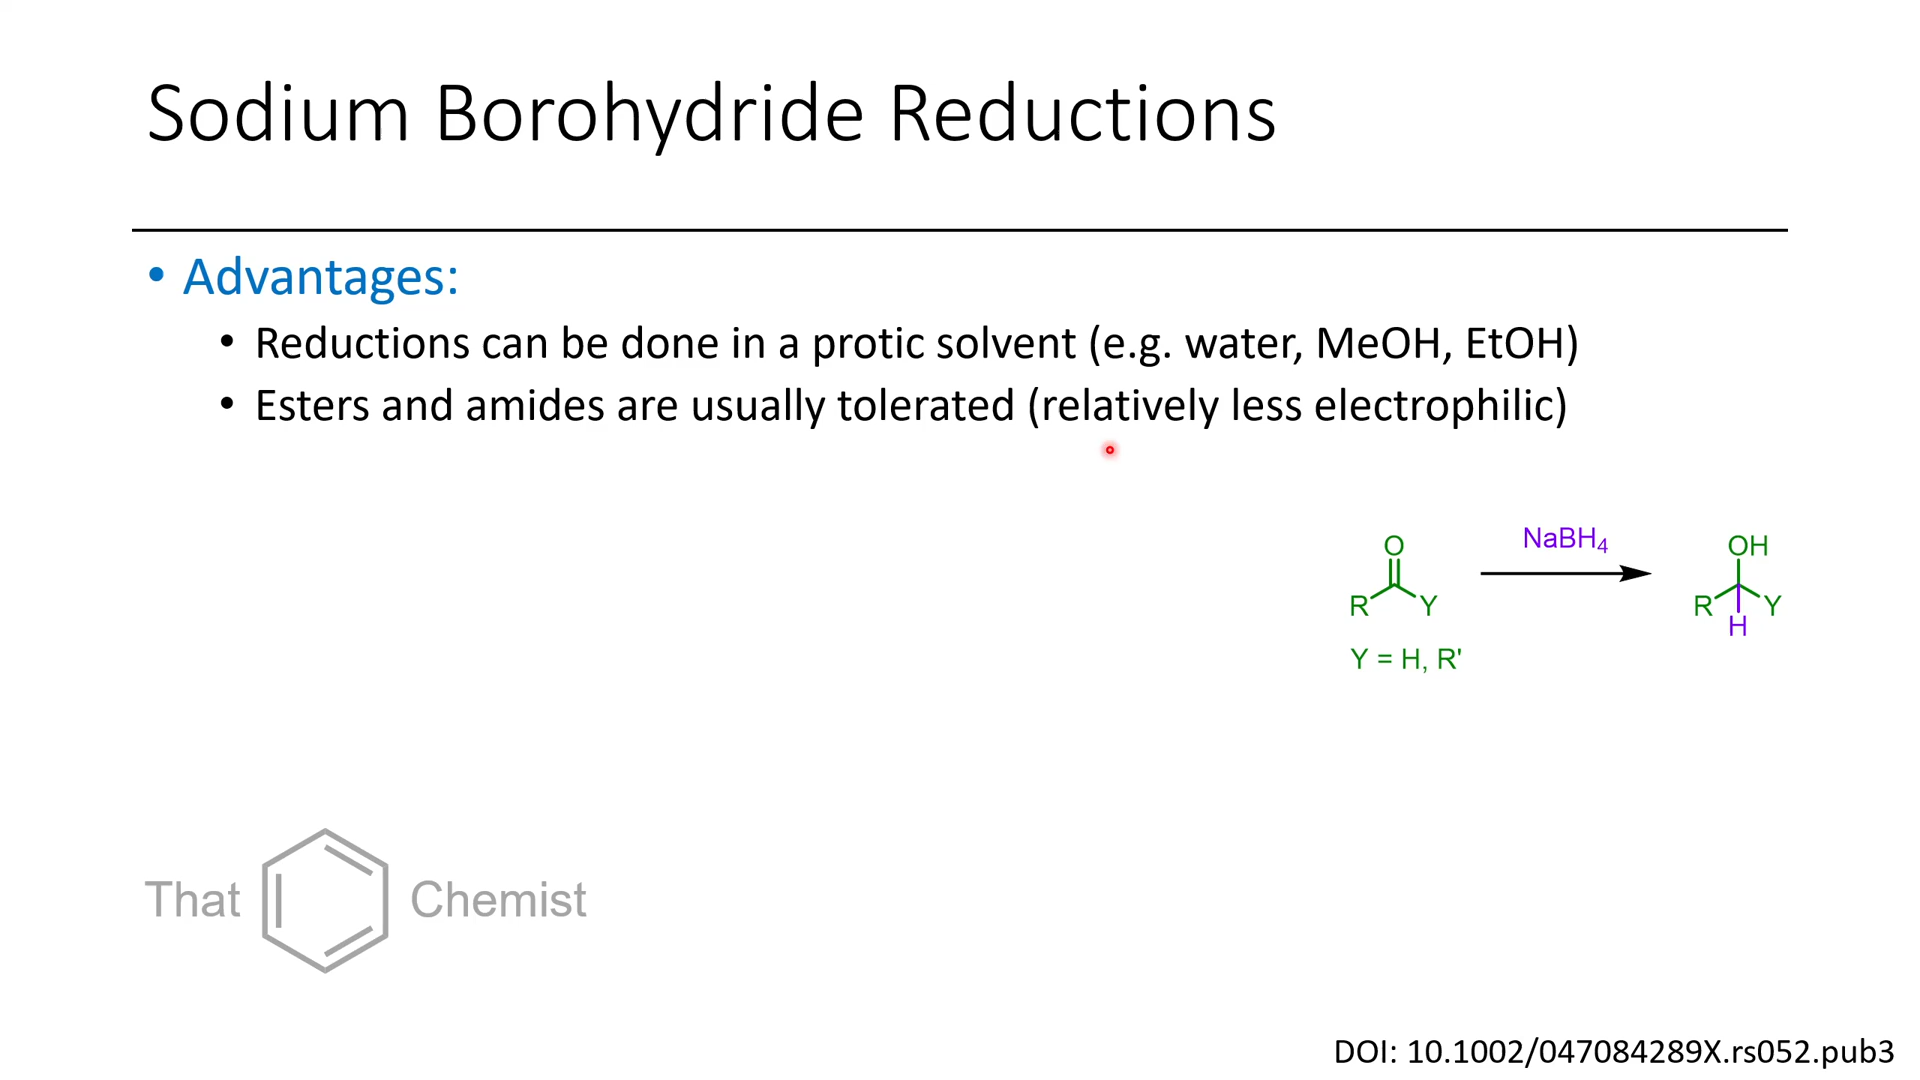 Sodium Borohydride Reductions
• Advantages:
• Reductions can be done in a protic solvent (e.g. water, MeOH, EtOH)
• Esters and amides are usually tolerated (relatively less electrophilic)
NaBH₄
O
OH
R
Y
R
Y
H
Y = H, R'
That
Chemist
DOI: 10.1002/047084289X.rs052.pub3